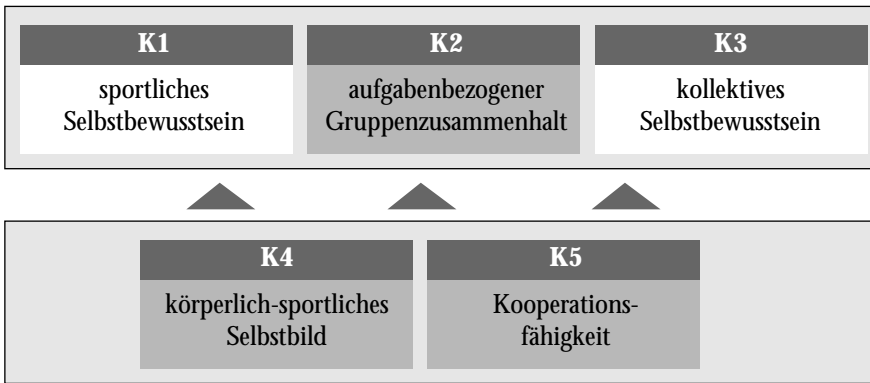 K1
sportliches
Selbstbewusstsein
K2
aufgabenbezogener
Gruppenzusammenhalt
K3
kollektives
Selbstbewusstsein
K4
körperlich-sportliches
Selbstbild
K5
Kooperations-
fähigkeit